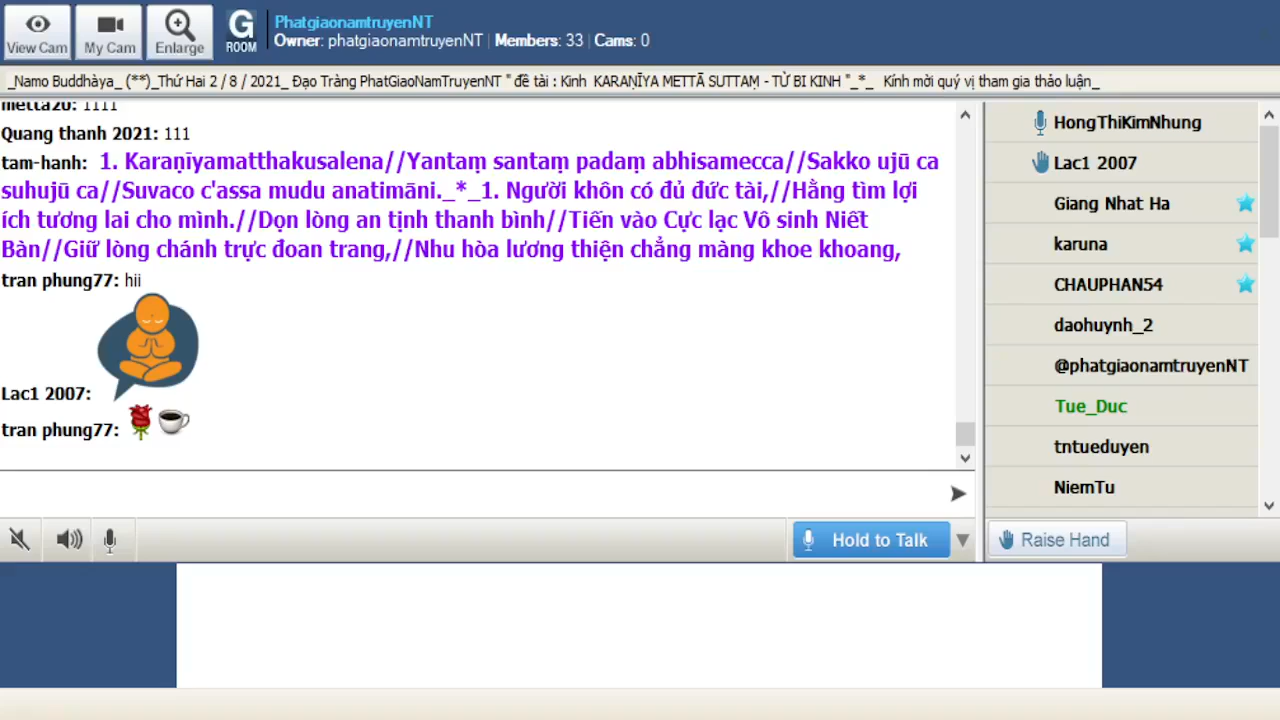 View Cam
My Cam
Enlarge
G
ROOM
PhatgiaonamtruyenNT
Owner: phatgiaonamtruyenNT | Members: 33 | Cams: 0
_Namo Buddhàya_ (**)_Thứ Hai 2 / 8 / 2021_ Đạo Tràng PhatGiaoNamTruyenNT " đề tài : Kinh KARAṆĪYA METTĀ SUTTAṂ - TỪ BI KINH "_*_ Kính mời quý vị tham gia thảo luận_
metta20: 1111
Quang thanh 2021: 111
tam-hanh: 1. Karaṇīyamatthakusalena//Yantaṃ santaṃ padaṃ abhisamecca//Sakko ujū ca
suhujū ca//Suvaco c'assa mudu anatimāni._*_1. Người khôn có đủ đức tài,//Hằng tìm lợi
ích tương lai cho mình.//Dọn lòng an tịnh thanh bình//Tiến vào Cực lạc Vô sinh Niết
Bàn//Giữ lòng chánh trực đoan trang,//Nhu hòa lương thiện chẳng màng khoe khoang,
tran phung77: hii
Lac1 2007:
tran phung77:
Hold to Talk
HongThiKimNhung
Lac1 2007
Giang Nhat Ha
karuna
CHAUPHAN54
daohuynh_2
@phatgiaonamtruyenNT
Tue_Duc
tntueduyen
NiemTu
Raise Hand